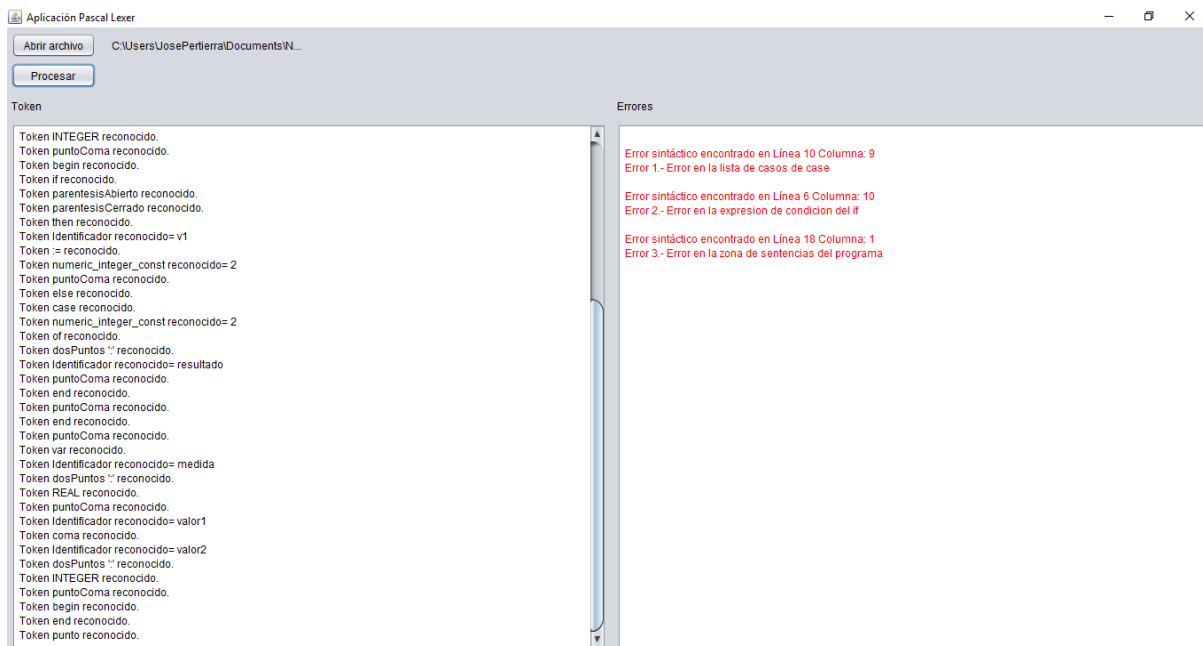 Aplicación Pascal Lexer
Abrir archivo C:\Users\JosePertierra\Documents\N...
Procesar
Token
Token INTEGER reconocido.
Token puntoComa reconocido.
Token begin reconocido.
Token if reconocido.
Token parentesisAbierto reconocido.
Token parentesisCerrado reconocido.
Token then reconocido.
Token Identificador reconocido= v1
Token := reconocido.
Token numeric_integer_const reconocido= 2
Token puntoComa reconocido.
Token else reconocido.
Token case reconocido.
Token numeric_integer_const reconocido= 2
Token of reconocido.
Token dosPuntos ':' reconocido.
Token Identificador reconocido= resultado
Token puntoComa reconocido.
Token end reconocido.
Token puntoComa reconocido.
Token end reconocido.
Token puntoComa reconocido.
Token var reconocido.
Token Identificador reconocido= medida
Token dosPuntos ':' reconocido.
Token REAL reconocido.
Token puntoComa reconocido.
Token Identificador reconocido= valor1
Token coma reconocido.
Token Identificador reconocido= valor2
Token dosPuntos ':' reconocido.
Token INTEGER reconocido.
Token puntoComa reconocido.
Token begin reconocido.
Token end reconocido.
Token punto reconocido.
Errores
Error sintáctico encontrado en Línea 10 Columna: 9
Error 1.- Error en la lista de casos de case
Error sintáctico encontrado en Línea 6 Columna: 10
Error 2.- Error en la expresion de condicion del if
Error sintáctico encontrado en Línea 18 Columna: 1
Error 3.- Error en la zona de sentencias del programa